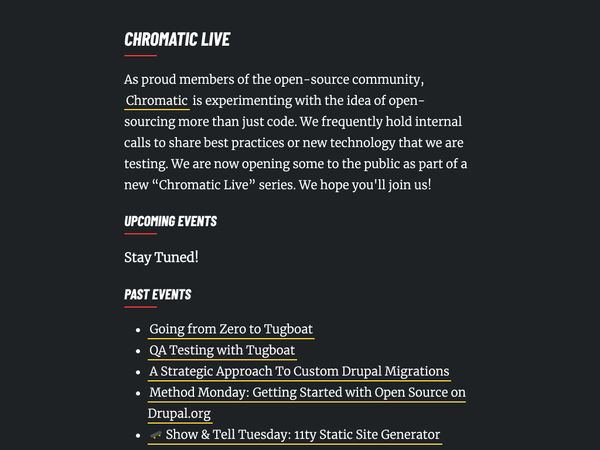 CHROMATIC LIVE
As proud members of the open-source community,
Chromatic is experimenting with the idea of open-
sourcing more than just code. We frequently hold internal
calls to share best practices or new technology that we are
testing. We are now opening some to the public as part of a
new “Chromatic Live” series. We hope you'll join us!
UPCOMING EVENTS
Stay Tuned!
PAST EVENTS
• Going from Zero to Tugboat
• QA Testing with Tugboat
• A Strategic Approach To Custom Drupal Migrations
• Method Monday: Getting Started with Open Source on
Drupal.org
• 🛹 Show & Tell Tuesday: 11ty Static Site Generator